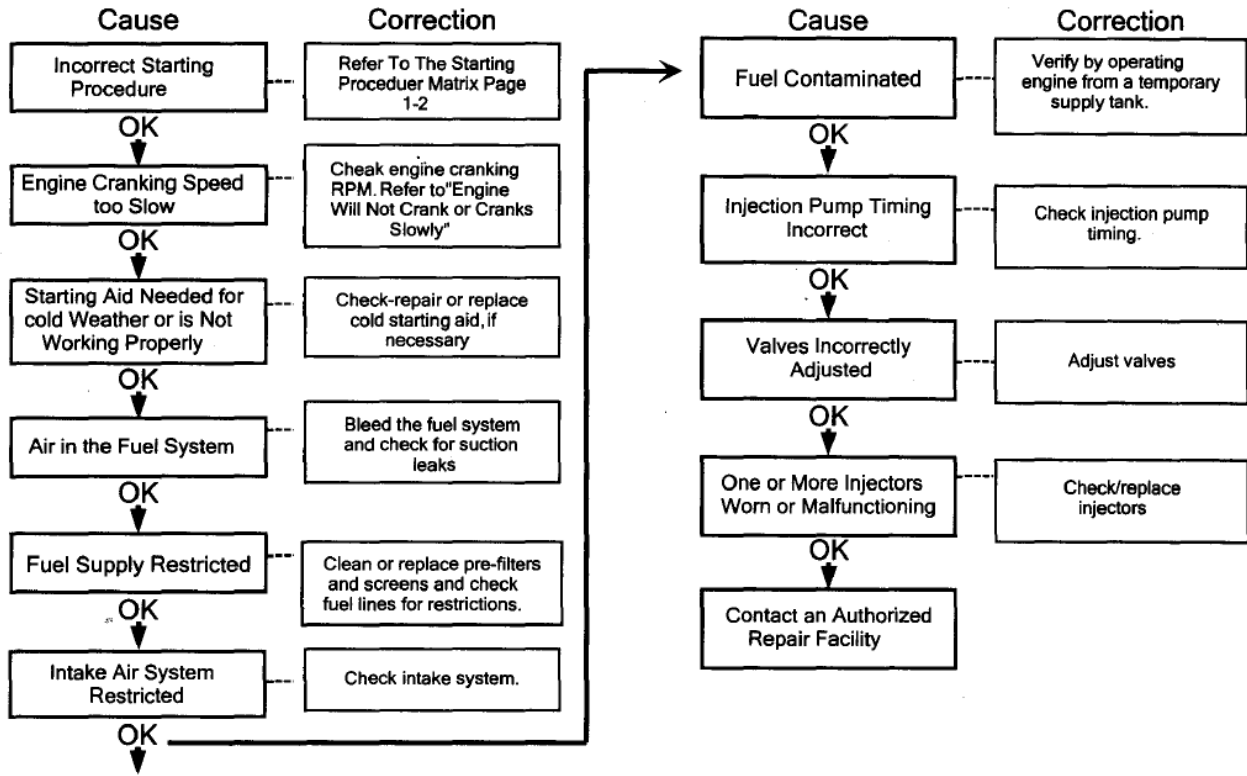 Cause
Correction
Incorrect Starting
Procedure
Refer To The Starting
Proceduer Matrix Page
1-2
OK
Engine Cranking Speed
too Slow
Cheak engine cranking
RPM. Refer to"Engine
Will Not Crank or Cranks
Slowly"
OK
Starting Aid Needed for
cold Weather or is Not
Working Properly
Check-repair or replace
cold starting aid, if
necessary
OK
Air in the Fuel System
Bleed the fuel system
and check for suction
leaks
OK
Fuel Supply Restricted
Clean or replace pre-filters
and screens and check
fuel lines for restrictions.
OK
Intake Air System
Restricted
Check intake system.
OK
Cause
Correction
Fuel Contaminated
Verify by operating
engine from a temporary
supply tank.
OK
Injection Pump Timing
Incorrect
Check injection pump
timing.
OK
Valves Incorrectly
Adjusted
Adjust valves
OK
One or More Injectors
Worn or Malfunctioning
Check/replace
injectors
OK
Contact an Authorized
Repair Facility